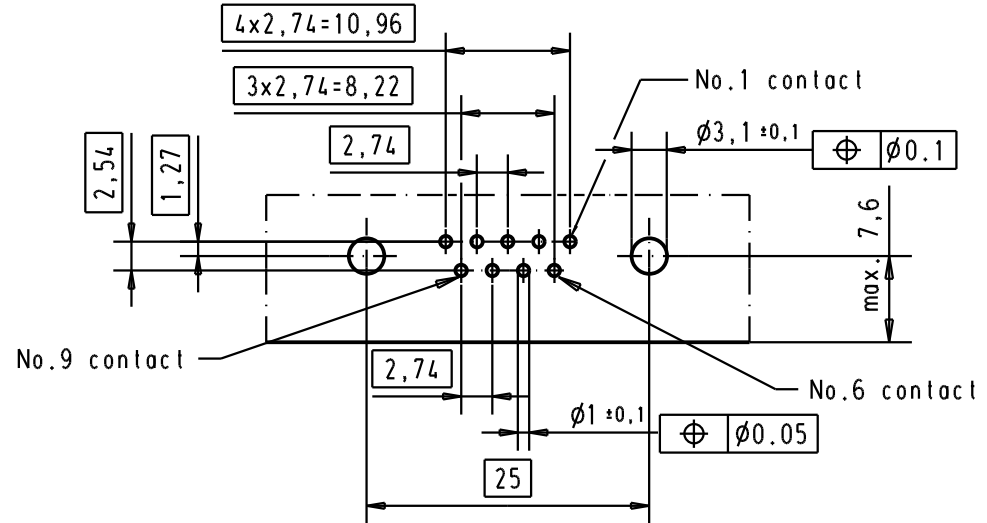 4x2,74=10,96
3x2,74=8,22
No.1 contact
2,74
Ø3,1 ±0,1
⌖ Ø0.1
2,54
1,27
max. 7,6
No.9 contact
2,74
No.6 contact
Ø1 ±0,1
⌖ Ø0.05
25